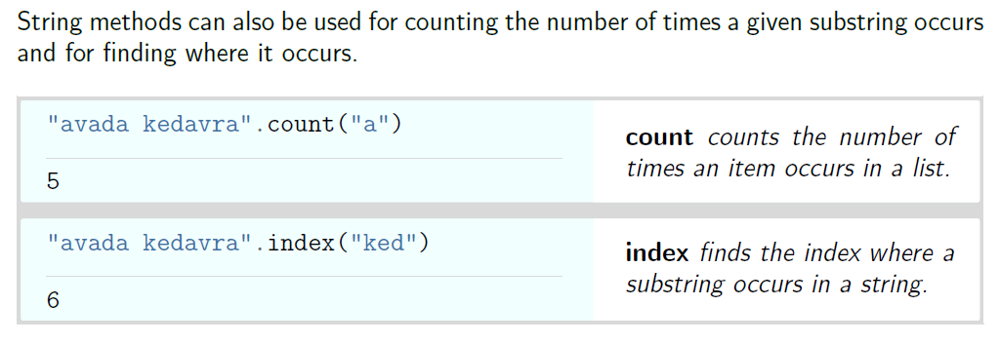 String methods can also be used for counting the number of times a given substring occurs
and for finding where it occurs.
"avada kedavra".count("a")
5
count counts the number of
times an item occurs in a list.
"avada kedavra".index("ked")
6
index finds the index where a
substring occurs in a string.